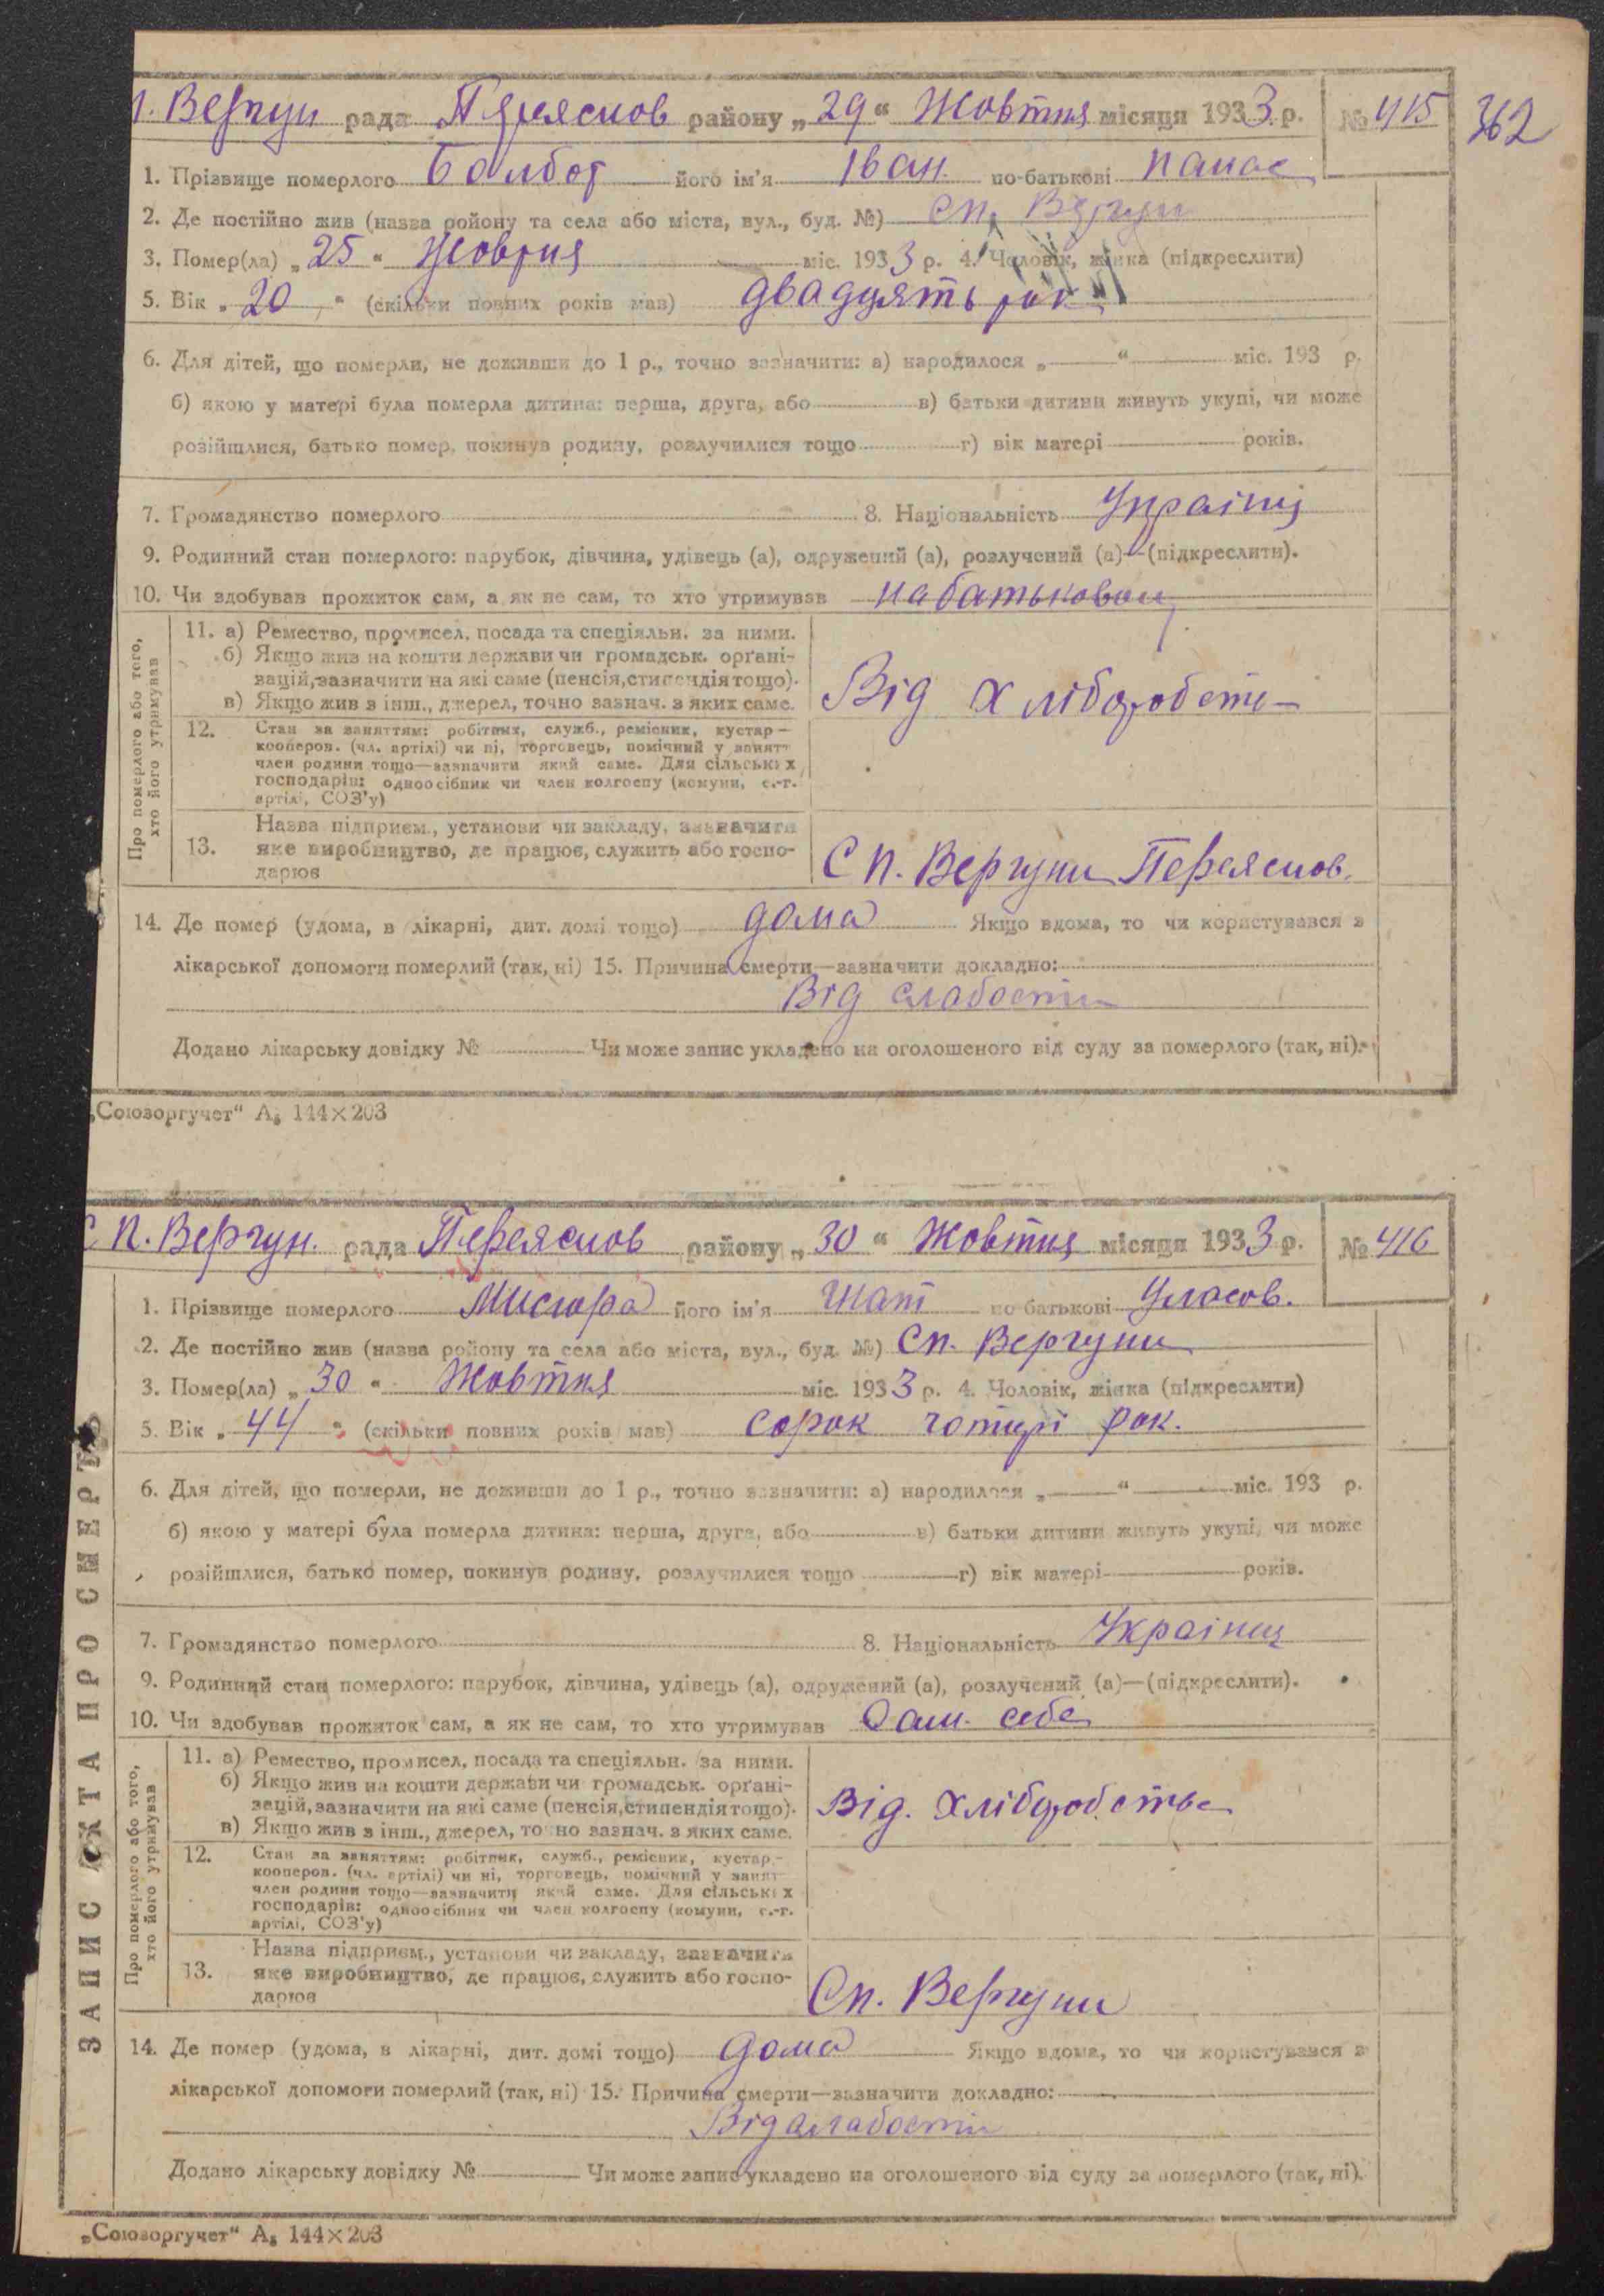 п. Вергун рада Переяслов району „29“ Жовтня місяця 1933 р. № 415
362
1. Прізвище померлого Балбот його ім'я Іван. по-батькові Панас
2. Де постійно жив (назва району та села або міста, вул., буд. №) сп. Вергуни
3. Помер(ла) „25“ Жовтня міс. 1933 р. 4. Чоловік, жінка (підкреслити)
5. Вік „20“ (скільки повних років мав) двадцять рок
6. Для дітей, що померли, не доживши до 1 р., точно зазначити: а) народилося „ “ міс. 193 р.
б) якою у матері була померла дитина: перша, друга, або в) батьки дитини живуть укупі, чи може
розійшлися, батько помер, покинув родину, розлучилися тощо г) вік матері років.
7. Громадянство померлого 8. Національність Україн
9. Родинний стан померлого: парубок, дівчина, удівець (а), одружений (а), розлучений (а)—(підкреслити).
10. Чи здобував прожиток сам, а як не сам, то хто утримував на батьковом
Про померлого або того, хто його утримував
11. а) Ремество, промисел, посада та спеціяльн. за ними.
б) Якщо жив на кошти держави чи громадськ. орґані-
зацій, зазначити на які саме (пенсія, стипендія тощо).
в) Якщо жив з інш., джерел, точно зазнач. з яких саме.
Від хліборобств
12. Стан за заняттям: робітник, служб., ремісник, кустар—
кооперов. (чл. артілі) чи ні, торговець, помічний у занятт
член родини тощо—зазначити який саме. Для сільських
господарів: одноосібник чи член колгоспу (комуни, с.-г.
артілі, СОЗ'у)
13. Назва підприєм., установи чи закладу, зазначити
яке виробництво, де працює, служить або госпо-
дарює
Сп. Вергуни Переяслов.
14. Де помер (удома, в лікарні, дит. домі тощо) дома Якщо вдома, то чи користувався з
лікарської допомоги померлий (так, ні) 15. Причина смерти—зазначити докладно:
Від слабости
Додано лікарську довідку № Чи може запис укладено на оголошеного від суду за померлого (так, ні).
„Союзоргучет“ А₅ 144×203
С п. Вергун. рада Переяслов району „30“ Жовтня місяця 1933 р. № 416
1. Прізвище померлого Мисюра його ім'я по-батькові Уласов.
2. Де постійно жив (назва району та села або міста, вул., буд. №) Сп. Вергуни
3. Помер(ла) „30“ Жовтня міс. 1933 р. 4. Чоловік, жінка (підкреслити)
5. Вік „44“ (скільки повних років мав) сорок чотирі рок.
6. Для дітей, що померли, не доживши до 1 р., точно зазначити: а) народилося „ “ міс. 193 р.
б) якою у матері була померла дитина: перша, друга, або в) батьки дитини живуть укупі, чи може
розійшлися, батько помер, покинув родину, розлучилися тощо г) вік матері років.
7. Громадянство померлого 8. Національність Українц
9. Родинний стан померлого: парубок, дівчина, удівець (а), одружений (а), розлучений (а)—(підкреслити).
10. Чи здобував прожиток сам, а як не сам, то хто утримував Сам. себе
ЗАПИС АКТА ПРО СМЕРТЬ
Про померлого або того, хто його утримував
11. а) Ремество, промисел, посада та спеціяльн. за ними.
б) Якщо жив на кошти держави чи громадськ. орґані-
зацій, зазначити на які саме (пенсія, стипендія тощо).
в) Якщо жив з інш., джерел, точно зазнач. з яких саме.
Від. хліборобства
12. Стан за заняттям: робітник, служб., ремісник, кустар.—
кооперов. (чл. артілі) чи ні, торговець, помічний у занят
член родини тощо—зазначити який саме. Для сільських
господарів: одноосібник чи член колгоспу (комуни, с.-г.
артілі, СОЗ'у)
13. Назва підприєм., установи чи закладу, зазначити
яке виробництво, де працює, служить або госпо-
дарює
Сп. Вергуни
14. Де помер (удома, в лікарні, дит. домі тощо) дома Якщо вдома, то чи користувався з
лікарської допомоги померлий (так, ні) 15. Причина смерти—зазначити докладно:
Від слабости
Додано лікарську довідку № Чи може запис укладено на оголошеного від суду за померлого (так, ні).
„Союзоргучет“ А₅ 144×203